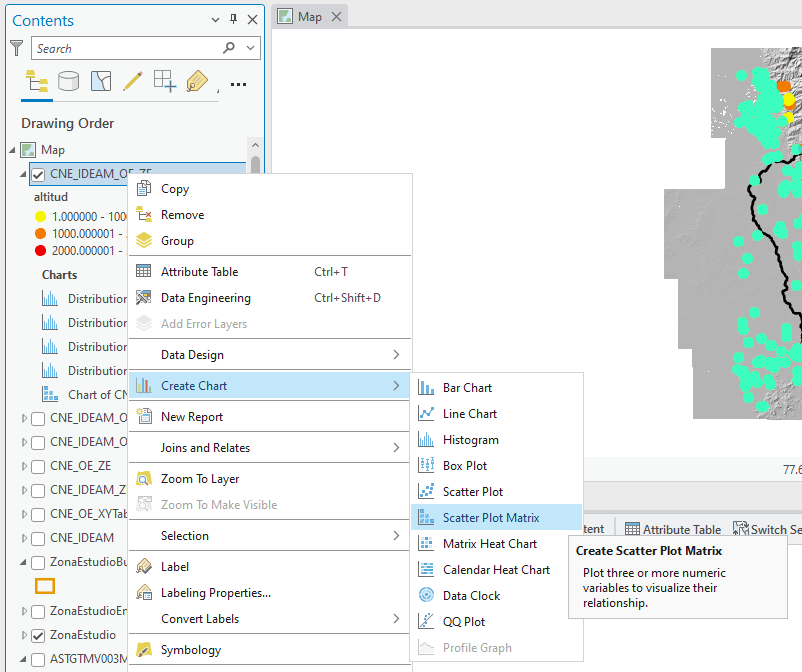 Contents
Search
Drawing Order
Map
CNE_IDEAM_OE_ZE
altitud
1.000000 - 1000
1000.000001 -
2000.000001 -
Charts
Distribution
Distribution
Distribution
Distribution
Chart of CN
CNE_IDEAM_O
CNE_IDEAM_O
CNE_OE_ZE
CNE_IDEAM_Z
CNE_OE_XYTab
CNE_IDEAM
ZonaEstudioBu
ZonaEstudioEn
ZonaEstudio
ASTGTMV003M
Copy
Remove
Group
Attribute Table Ctrl+T
Data Engineering Ctrl+Shift+D
Add Error Layers
Data Design
Create Chart
New Report
Joins and Relates
Zoom To Layer
Zoom To Make Visible
Selection
Label
Labeling Properties...
Convert Labels
Symbology
Bar Chart
Line Chart
Histogram
Box Plot
Scatter Plot
Scatter Plot Matrix
Matrix Heat Chart
Calendar Heat Chart
Data Clock
QQ Plot
Profile Graph
Map
77.6
tent
Attribute Table
Switch Se
Create Scatter Plot Matrix
Plot three or more numeric
variables to visualize their
relationship.